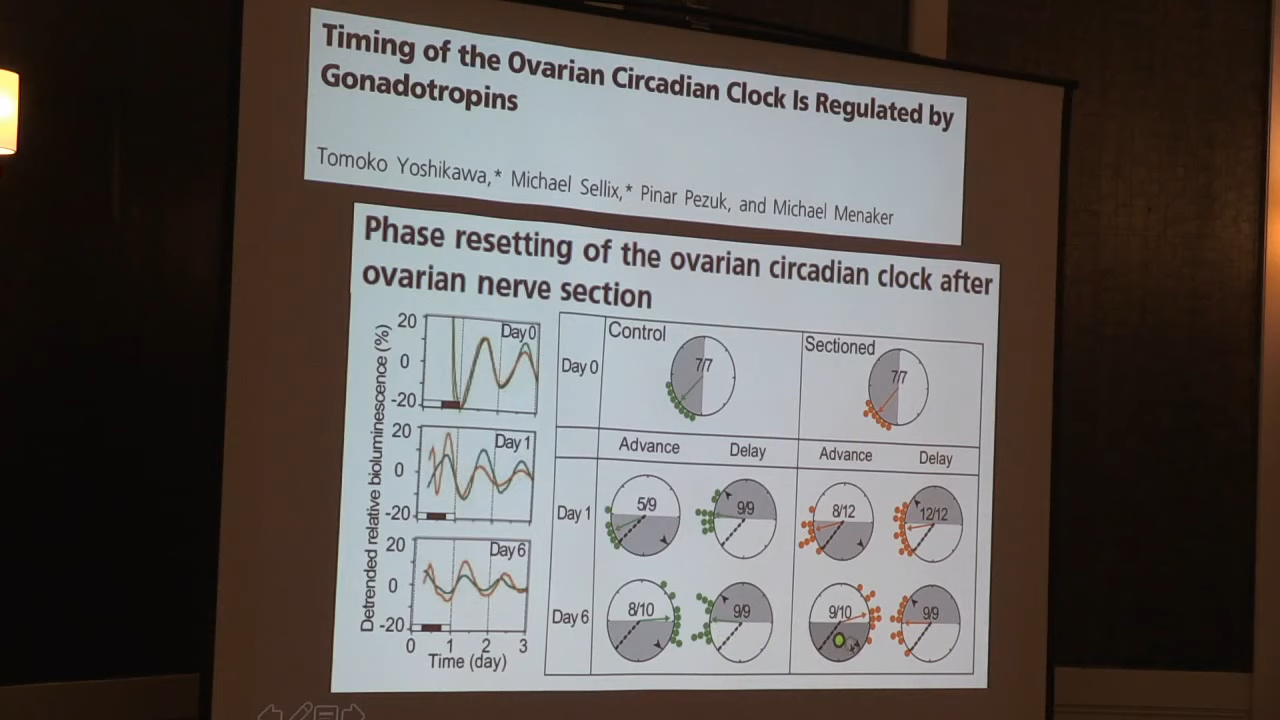 Timing of the Ovarian Circadian Clock Is Regulated by
Gonadotropins
Tomoko Yoshikawa,* Michael Sellix,* Pinar Pezuk, and Michael Menaker
Phase resetting of the ovarian circadian clock after
ovarian nerve section
Detrended relative bioluminescence (%)
20
0
-20
Day 0
20
0
-20
Day 1
20
0
-20
Day 6
0 1 2 3
Time (day)
Control
Sectioned
Day 0
7/7
7/7
Advance
Delay
Advance
Delay
Day 1
5/9
9/9
8/12
12/12
Day 6
8/10
9/9
9/10
9/9